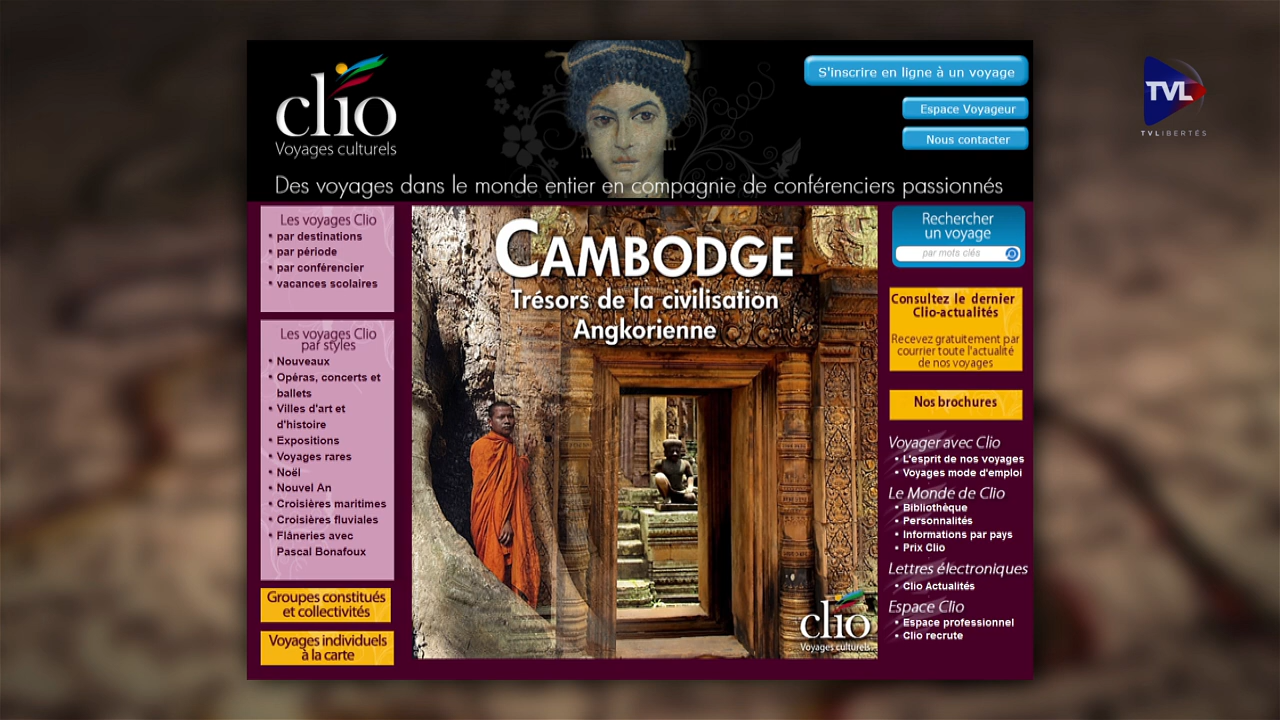 clio
Voyages culturels
S'inscrire en ligne à un voyage
Espace Voyageur
Nous contacter
Des voyages dans le monde entier en compagnie de conférenciers passionnés
TVL
TVLIBERTÉS
Les voyages Clio
par destinations
par période
par conférencier
vacances scolaires
Les voyages Clio
par styles
Nouveaux
Opéras, concerts et
ballets
Villes d'art et
d'histoire
Expositions
Voyages rares
Noël
Nouvel An
Croisières maritimes
Croisières fluviales
Flâneries avec
Pascal Bonafoux
Groupes constitués
et collectivités
Voyages individuels
à la carte
CAMBODGE
Trésors de la civilisation
Angkorienne
clio
Voyages culturels
Rechercher
un voyage
par mots clés
Consultez le dernier
Clio-actualités
Recevez gratuitement par
courrier toute l'actualité
de nos voyages
Nos brochures
Voyager avec Clio
L'esprit de nos voyages
Voyages mode d'emploi
Le Monde de Clio
Bibliothèque
Personnalités
Informations par pays
Prix Clio
Lettres électroniques
Clio Actualités
Espace Clio
Espace professionnel
Clio recrute